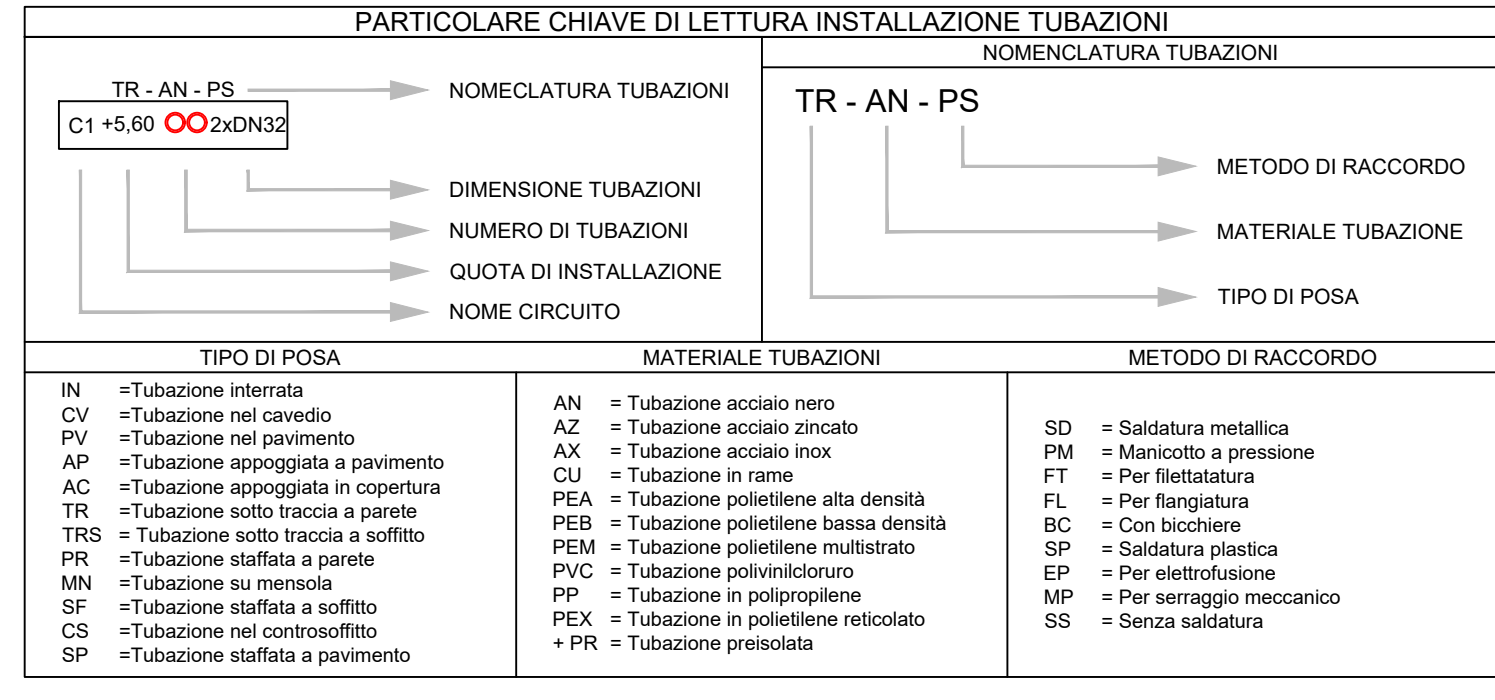 PARTICOLARE CHIAVE DI LETTURA INSTALLAZIONE TUBAZIONI
TR - AN - PS
NOMECLATURA TUBAZIONI
C1 +5,60 2xDN32
DIMENSIONE TUBAZIONI
NUMERO DI TUBAZIONI
QUOTA DI INSTALLAZIONE
NOME CIRCUITO
NOMENCLATURA TUBAZIONI
TR - AN - PS
METODO DI RACCORDO
MATERIALE TUBAZIONE
TIPO DI POSA
TIPO DI POSA
IN =Tubazione interrata
CV =Tubazione nel cavedio
PV =Tubazione nel pavimento
AP =Tubazione appoggiata a pavimento
AC =Tubazione appoggiata in copertura
TR =Tubazione sotto traccia a parete
TRS = Tubazione sotto traccia a soffitto
PR =Tubazione staffata a parete
MN =Tubazione su mensola
SF =Tubazione staffata a soffitto
CS =Tubazione nel controsoffitto
SP =Tubazione staffata a pavimento
MATERIALE TUBAZIONI
AN = Tubazione acciaio nero
AZ = Tubazione acciaio zincato
AX = Tubazione acciaio inox
CU = Tubazione in rame
PEA = Tubazione polietilene alta densità
PEB = Tubazione polietilene bassa densità
PEM = Tubazione polietilene multistrato
PVC = Tubazione polivinilcloruro
PP = Tubazione in polipropilene
PEX = Tubazione in polietilene reticolato
+ PR = Tubazione preisolata
METODO DI RACCORDO
SD = Saldatura metallica
PM = Manicotto a pressione
FT = Per filettatatura
FL = Per flangiatura
BC = Con bicchiere
SP = Saldatura plastica
EP = Per elettrofusione
MP = Per serraggio meccanico
SS = Senza saldatura